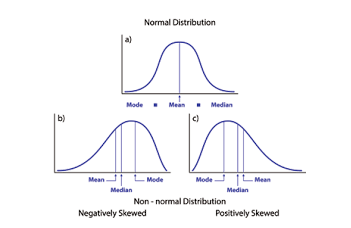 Normal Distribution
a)
Mode ■ Mean ■ Median
b)
Mean
Median
Mode
c)
Mode
Median
Mean
Non - normal Distribution
Negatively Skewed
Positively Skewed